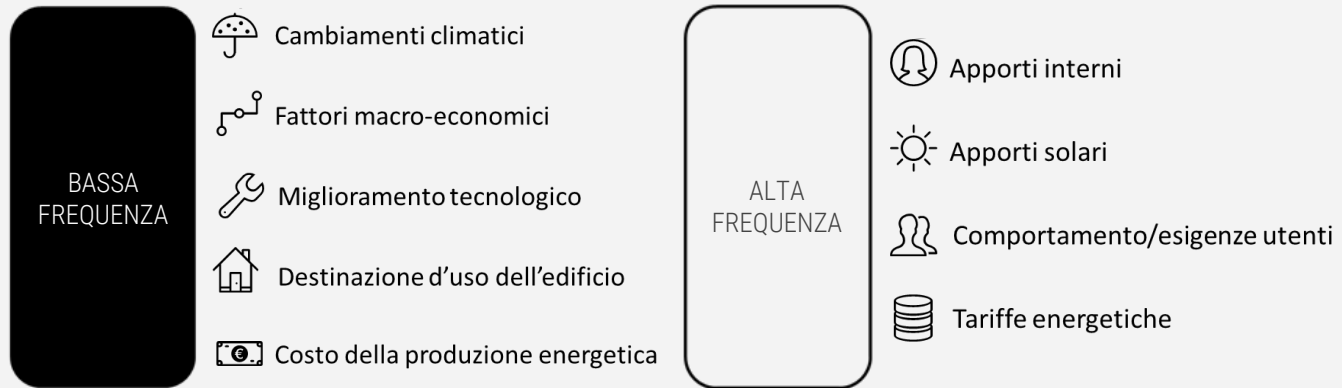 BASSA
FREQUENZA
Cambiamenti climatici
Fattori macro-economici
Miglioramento tecnologico
Destinazione d’uso dell’edificio
Costo della produzione energetica
ALTA
FREQUENZA
Apporti interni
Apporti solari
Comportamento/esigenze utenti
Tariffe energetiche